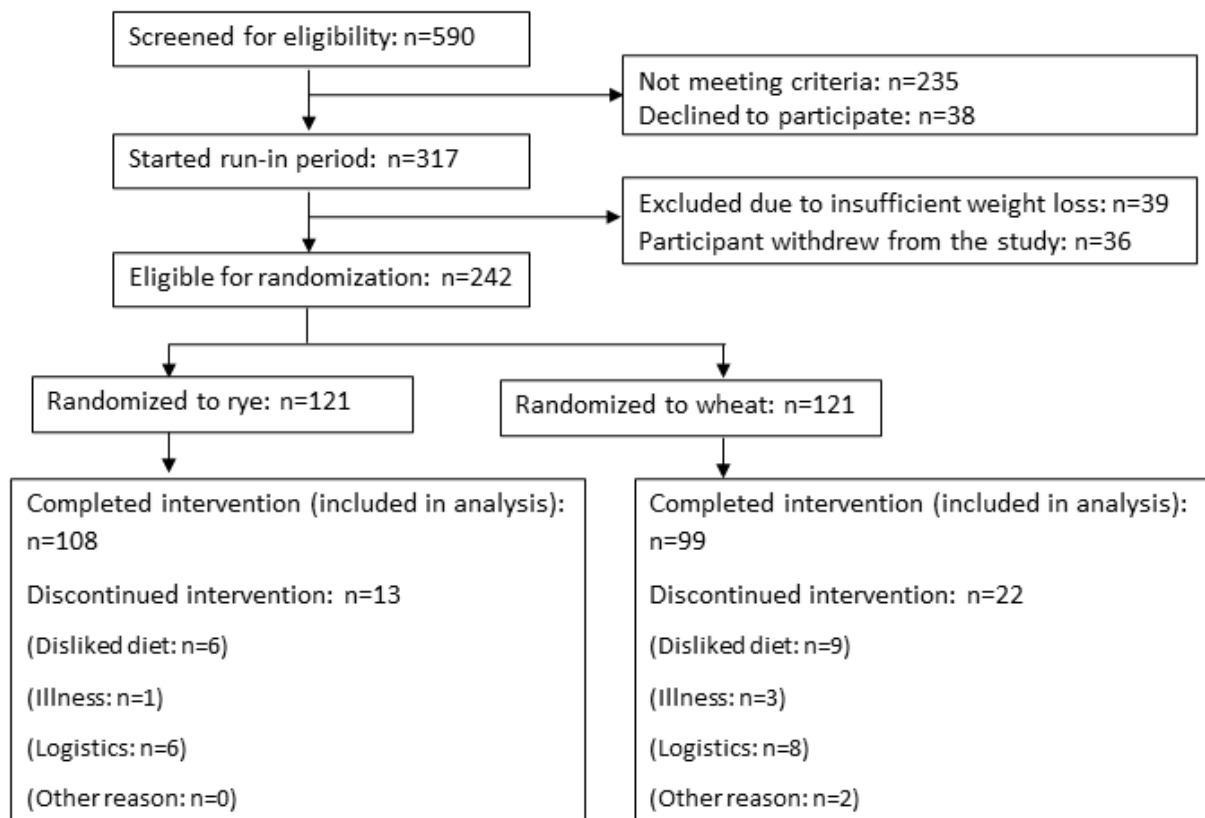 Screened for eligibility: n=590
Not meeting criteria: n=235
Declined to participate: n=38
Started run-in period: n=317
Excluded due to insufficient weight loss: n=39
Participant withdrew from the study: n=36
Eligible for randomization: n=242
Randomized to rye: n=121
Randomized to wheat: n=121
Completed intervention (included in analysis):
n=108
Discontinued intervention: n=13
(Disliked diet: n=6)
(Illness: n=1)
(Logistics: n=6)
(Other reason: n=0)
Completed intervention (included in analysis):
n=99
Discontinued intervention: n=22
(Disliked diet: n=9)
(Illness: n=3)
(Logistics: n=8)
(Other reason: n=2)